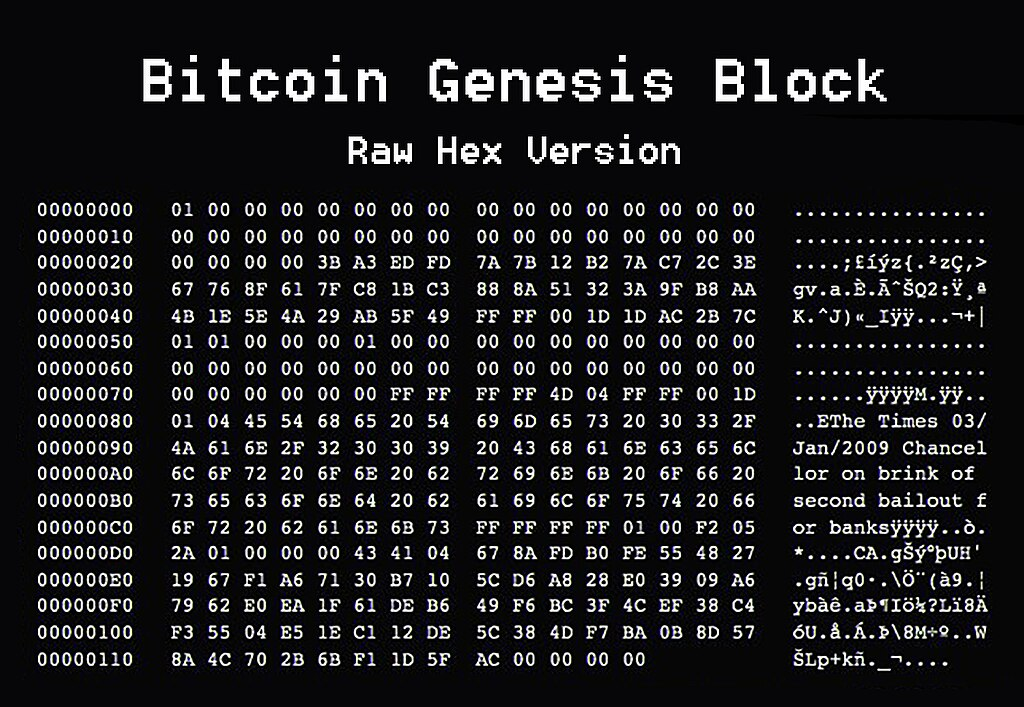 Bitcoin Genesis Block
Raw Hex Version
00000000 01 00 00 00 00 00 00 00 00 00 00 00 00 00 00 00 ................
00000010 00 00 00 00 00 00 00 00 00 00 00 00 00 00 00 00 ................
00000020 00 00 00 00 3B A3 ED FD 7A 7B 12 B2 7A C7 2C 3E ....;£íýz{.²zÇ,>
00000030 67 76 8F 61 7F C8 1B C3 88 8A 51 32 3A 9F B8 AA gv.a.È.ÃˆŠQ2:Ÿ¸ª
00000040 4B 1E 5E 4A 29 AB 5F 49 FF FF 00 1D 1D AC 2B 7C K.^J)«_Iÿÿ...¬+|
00000050 01 01 00 00 00 01 00 00 00 00 00 00 00 00 00 00 ................
00000060 00 00 00 00 00 00 00 00 00 00 00 00 00 00 00 00 ................
00000070 00 00 00 00 00 00 FF FF FF FF 4D 04 FF FF 00 1D ......ÿÿÿÿM.ÿÿ..
00000080 01 04 45 54 68 65 20 54 69 6D 65 73 20 30 33 2F ..EThe Times 03/
00000090 4A 61 6E 2F 32 30 30 39 20 43 68 61 6E 63 65 6C Jan/2009 Chancel
000000A0 6C 6F 72 20 6F 6E 20 62 72 69 6E 6B 20 6F 66 20 lor on brink of
000000B0 73 65 63 6F 6E 64 20 62 61 69 6C 6F 75 74 20 66 second bailout f
000000C0 6F 72 20 62 61 6E 6B 73 FF FF FF FF 01 00 F2 05 or banksÿÿÿÿ..ò.
000000D0 2A 01 00 00 00 43 41 04 67 8A FD B0 FE 55 48 27 *....CA.gŠý°þUH'
000000E0 19 67 F1 A6 71 30 B7 10 5C D6 A8 28 E0 39 09 A6 .gñ¦q0·.\Ö¨(à9.¦
000000F0 79 62 E0 EA 1F 61 DE B6 49 F6 BC 3F 4C EF 38 C4 ybàê.aÞ¶Iö¼?Lï8Ä
00000100 F3 55 04 E5 1E C1 12 DE 5C 38 4D F7 BA 0B 8D 57 óU.å.Á.Þ\8M÷º..W
00000110 8A 4C 70 2B 6B F1 1D 5F AC 00 00 00 00 ŠLp+kñ._¬....